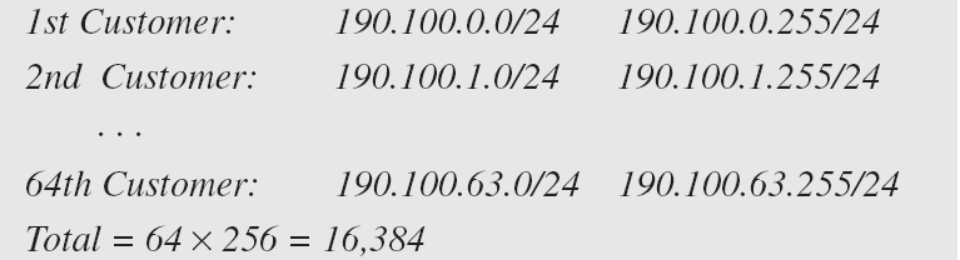 1st Customer: 190.100.0.0/24 190.100.0.255/24
2nd Customer: 190.100.1.0/24 190.100.1.255/24
. . .
64th Customer: 190.100.63.0/24 190.100.63.255/24
Total = 64 × 256 = 16,384